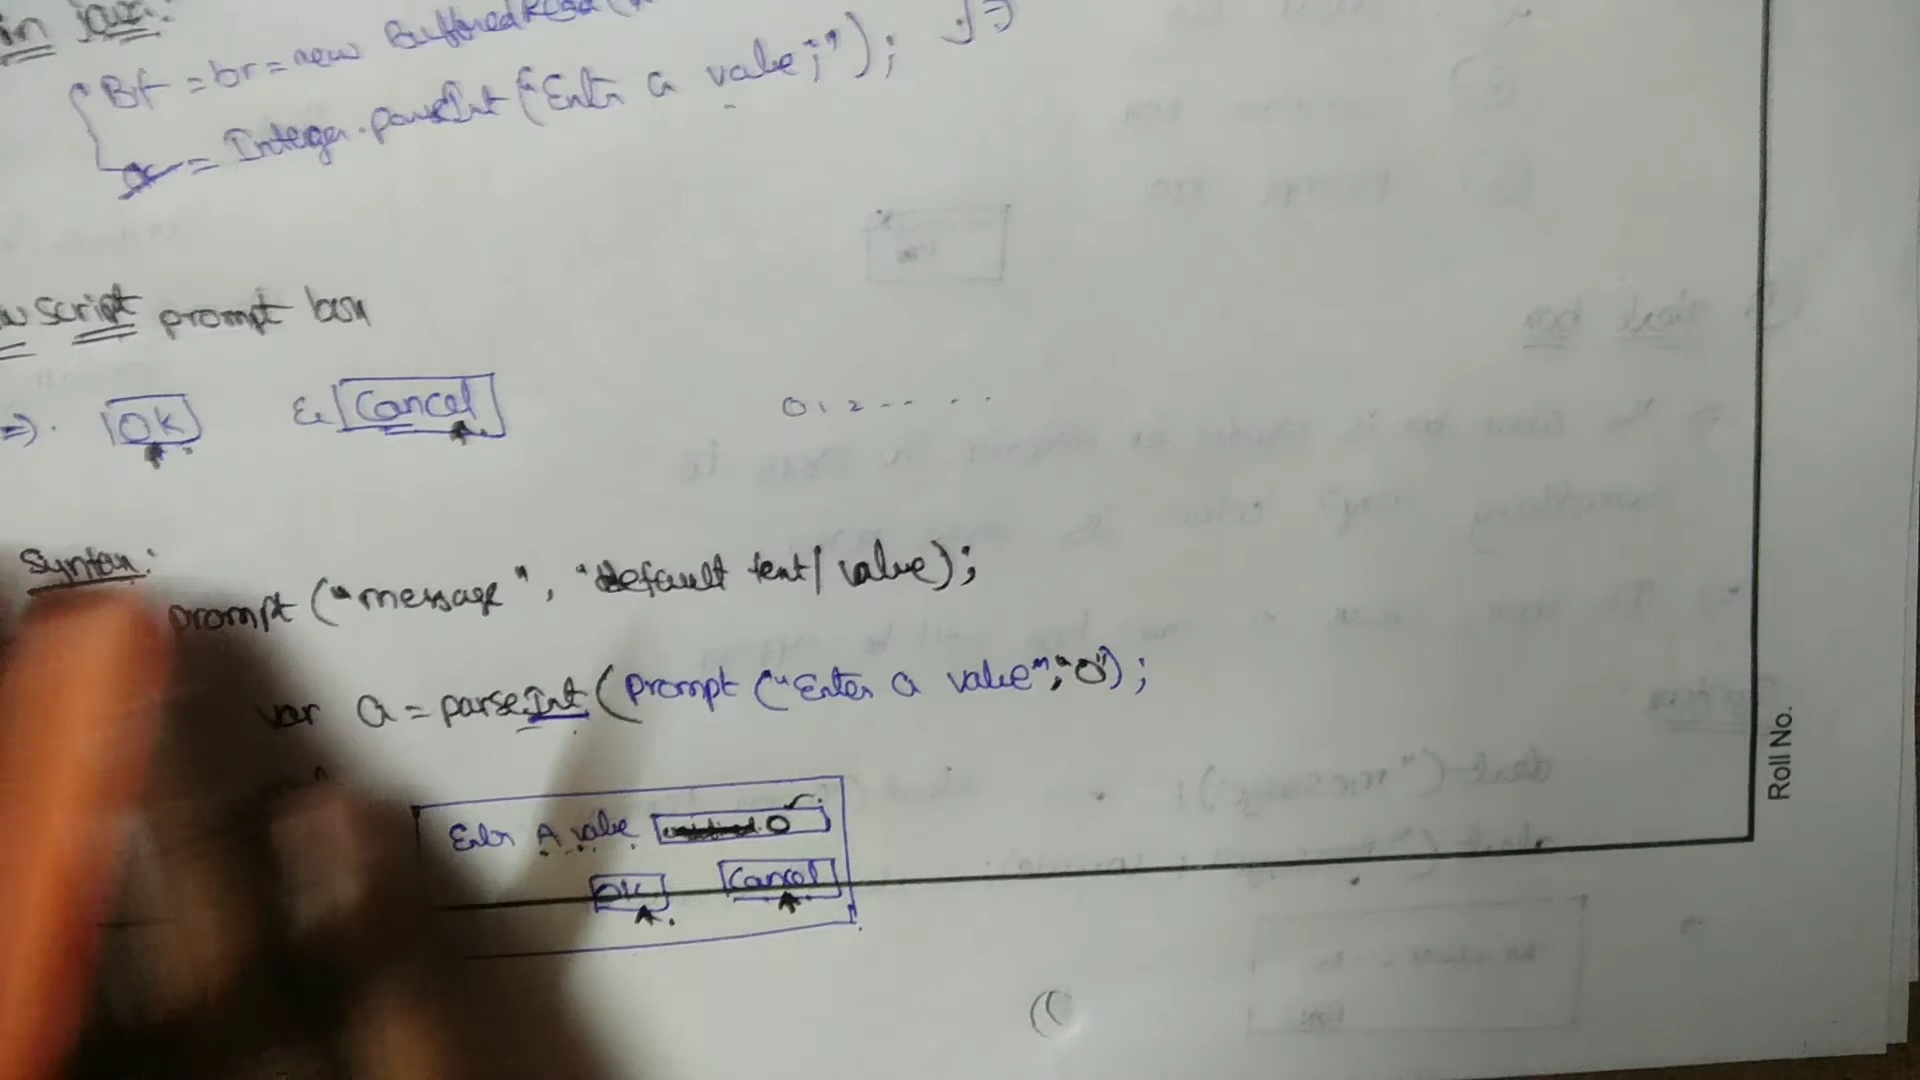 in java:
Bf = br = new BufferedRead(
a = Integer.parseInt("Enter a value;");
Script prompt box
=> . OK & Cancel
0 1 2 -- . . .
Syntax:
prompt ("message", "default text/ value);
var a = parseInt (prompt ("Enter a value", "0");
Enter A value 0
OK Cancel
Roll No.